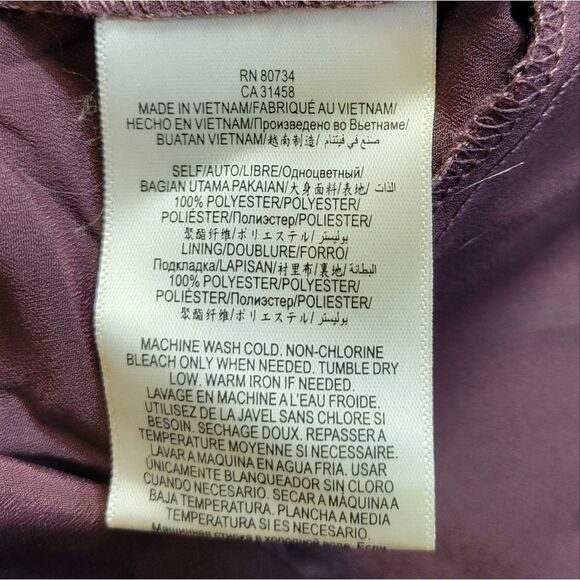 RN 80734
CA 31458
MADE IN VIETNAM/FABRIQUÉ AU VIETNAM/
HECHO EN VIETNAM/Произведено во Вьетнаме/
BUATAN VIETNAM/越南制造/ صنع في فيتنام
SELF/AUTO/LIBRE/Одноцветный/
BAGIAN UTAMA PAKAIAN/大身面料/表地/ الذات
100% POLYESTER/POLYESTER/
POLIÉSTER/Полиэстер/POLIESTER/
聚酯纤维/ポリエステル/ بوليستر
LINING/DOUBLURE/FORRO/
Подкладка/LAPISAN/衬里布/裏地/ البطانة
100% POLYESTER/POLYESTER/
POLIÉSTER/Полиэстер/POLIESTER/
聚酯纤维/ポリエステル/ بوليستر
MACHINE WASH COLD. NON-CHLORINE
BLEACH ONLY WHEN NEEDED. TUMBLE DRY
LOW. WARM IRON IF NEEDED.
LAVAGE EN MACHINE A L'EAU FROIDE.
UTILISEZ DE LA JAVEL SANS CHLORE SI
BESOIN. SECHAGE DOUX. REPASSER A
TEMPERATURE MOYENNE SI NECESSAIRE.
LAVAR A MAQUINA EN AGUA FRIA. USAR
ÚNICAMENTE BLANQUEADOR SIN CLORO
CUANDO NECESARIO. SECAR A MÁQUINA A
BAJA TEMPERATURA. PLANCHA A MEDIA
TEMPERATURA SI ES NECESARIO.
Машинная стирка в холодной воде. Если